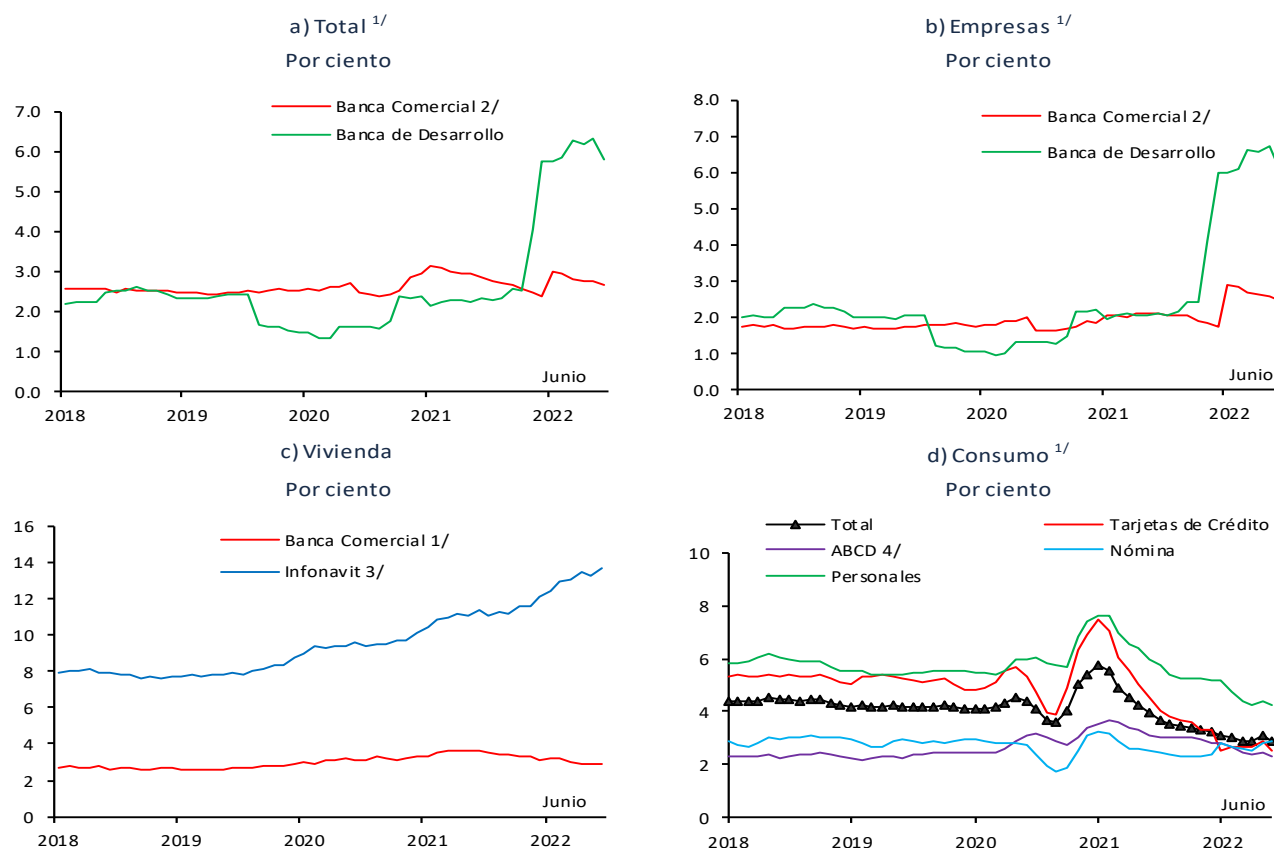 a) Total 1/
Por ciento
Banca Comercial 2/
Banca de Desarrollo
7.0
6.0
5.0
4.0
3.0
2.0
1.0
0.0
Junio
2018 2019 2020 2021 2022
b) Empresas 1/
Por ciento
Banca Comercial 2/
Banca de Desarrollo
8.0
7.0
6.0
5.0
4.0
3.0
2.0
1.0
0.0
Junio
2018 2019 2020 2021 2022
c) Vivienda
Por ciento
Banca Comercial 1/
Infonavit 3/
16
14
12
10
8
6
4
2
0
Junio
2018 2019 2020 2021 2022
d) Consumo 1/
Por ciento
Total Tarjetas de Crédito
ABCD 4/ Nómina
Personales
10
8
6
4
2
0
Junio
2018 2019 2020 2021 2022